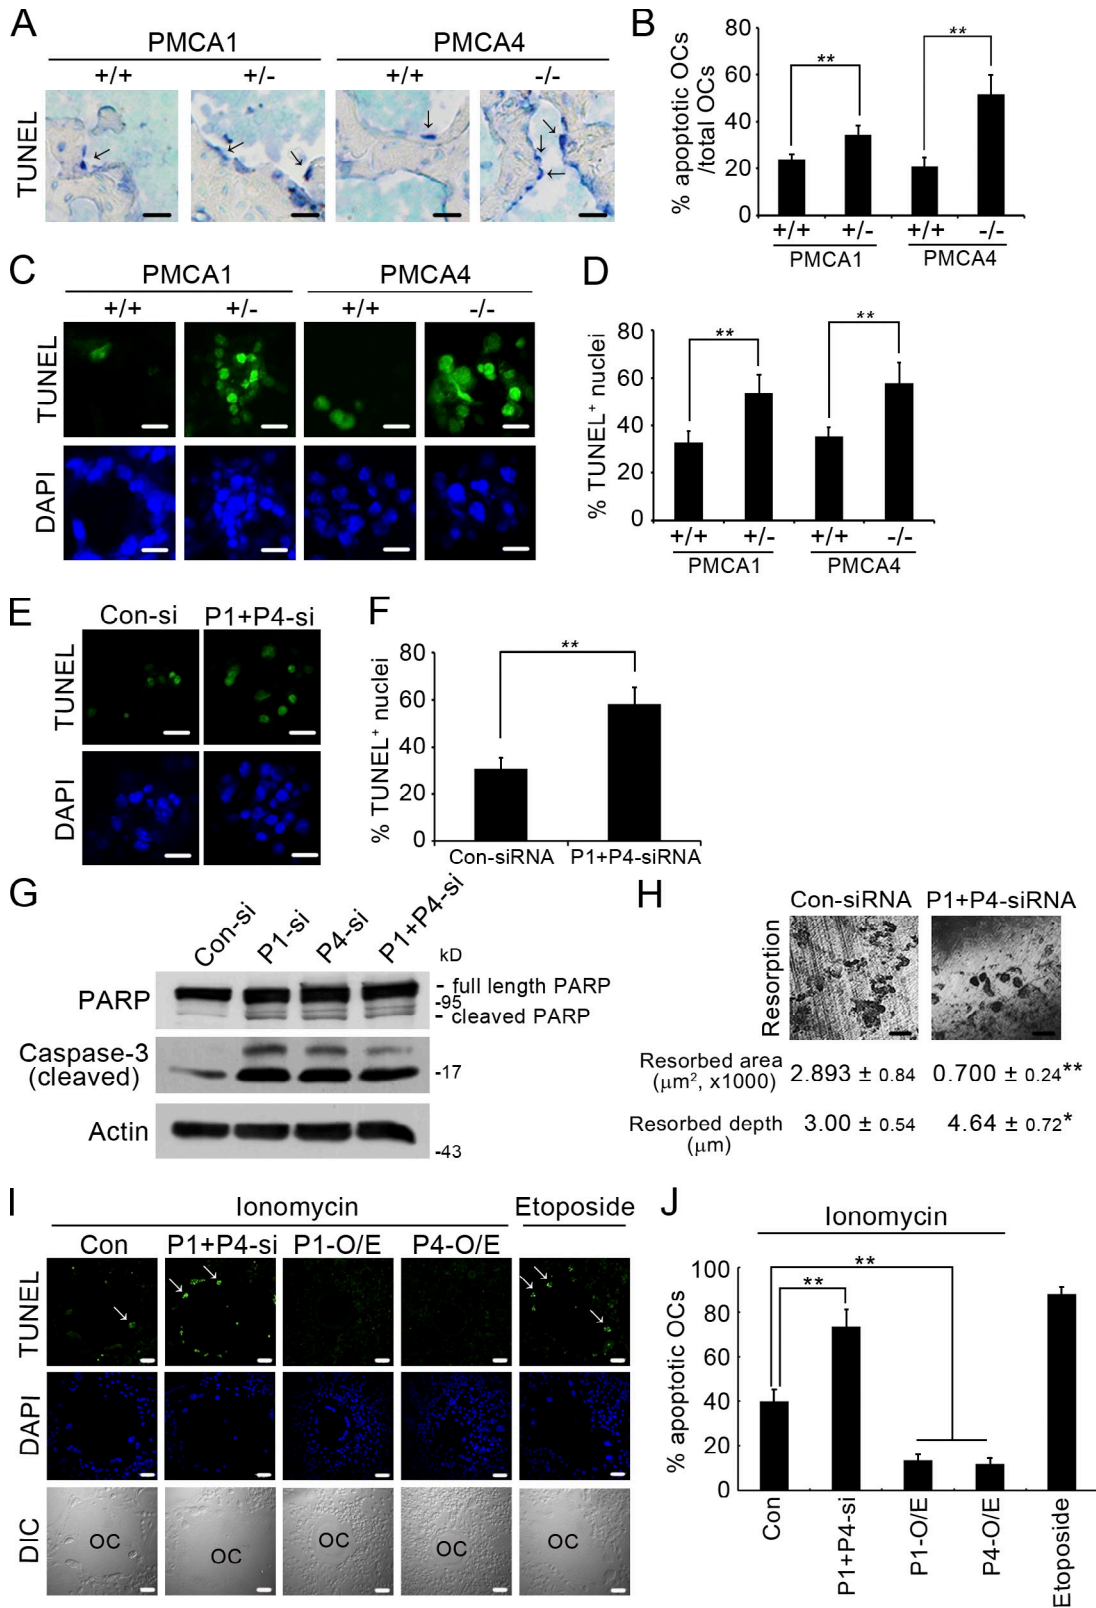 A
PMCA1
PMCA4
+/+
+/-
+/+
-/-
TUNEL
B
% apoptotic OCs
/total OCs
80
60
40
20
0
**
**
+/+
+/-
+/+
-/-
PMCA1
PMCA4
C
PMCA1
PMCA4
+/+
+/-
+/+
-/-
TUNEL
DAPI
D
% TUNEL⁺ nuclei
80
60
40
20
0
**
**
+/+
+/-
+/+
-/-
PMCA1
PMCA4
E
Con-si
P1+P4-si
TUNEL
DAPI
F
% TUNEL⁺ nuclei
80
60
40
20
0
**
Con-siRNA
P1+P4-siRNA
G
Con-si
P1-si
P4-si
P1+P4-si
kD
PARP
- full length PARP
-95
- cleaved PARP
Caspase-3
(cleaved)
-17
Actin
-43
H
Con-siRNA
P1+P4-siRNA
Resorption
Resorbed area
(μm², x1000)
2.893 ± 0.84
0.700 ± 0.24**
Resorbed depth
(μm)
3.00 ± 0.54
4.64 ± 0.72*
I
Ionomycin
Etoposide
Con
P1+P4-si
P1-O/E
P4-O/E
TUNEL
DAPI
DIC
OC
OC
OC
OC
OC
J
Ionomycin
% apoptotic OCs
100
80
60
40
20
0
**
**
Con
P1+P4-si
P1-O/E
P4-O/E
Etoposide